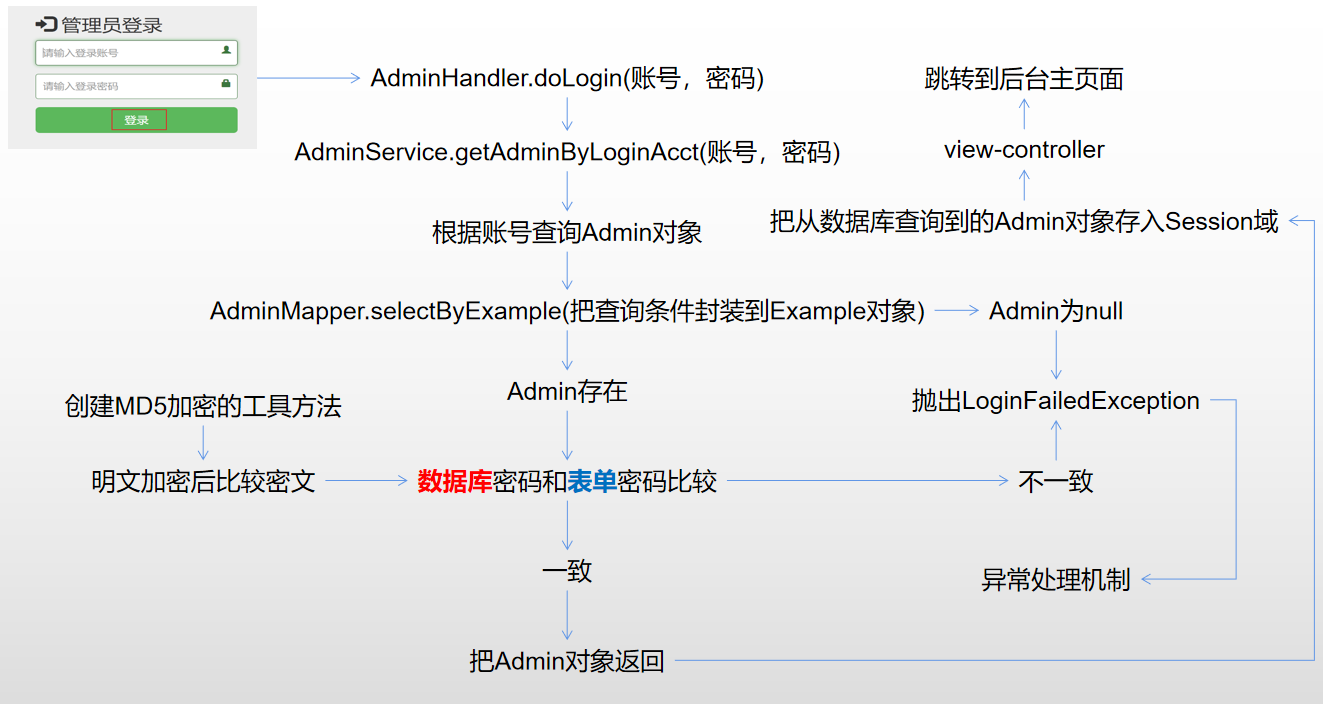 管理员登录
请输入登录账号
请输入登录密码
登录
AdminHandler.doLogin(账号，密码)
AdminService.getAdminByLoginAcct(账号，密码)
根据账号查询Admin对象
AdminMapper.selectByExample(把查询条件封装到Example对象)
Admin为null
Admin存在
抛出LoginFailedException
创建MD5加密的工具方法
明文加密后比较密文
数据库密码和表单密码比较
不一致
一致
异常处理机制
把Admin对象返回
把从数据库查询到的Admin对象存入Session域
view-controller
跳转到后台主页面